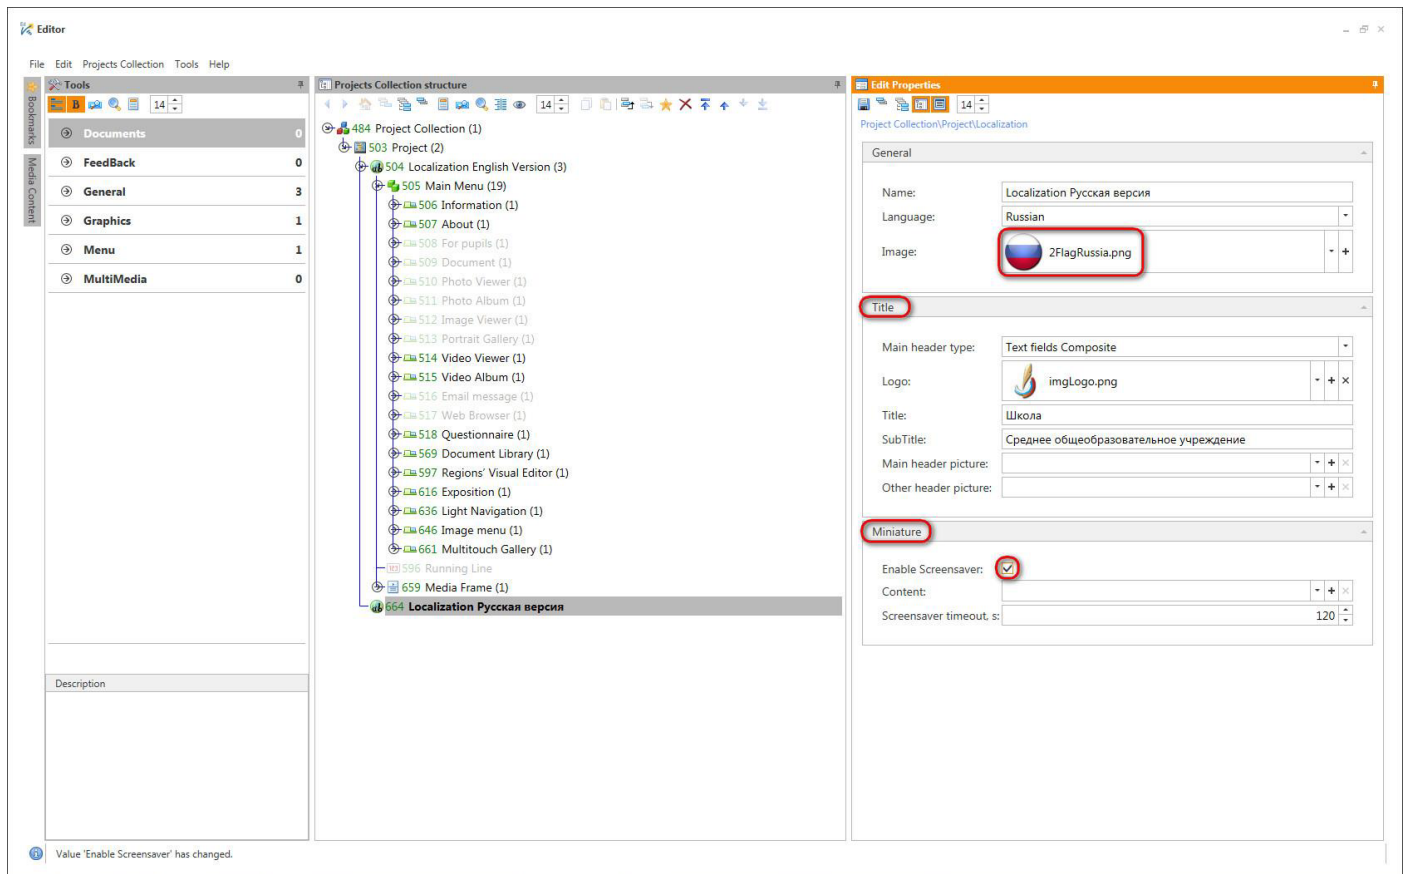 Editor
File Edit Projects Collection Tools Help
Bookmarks
Media Content
Tools
B 14
Documents 0
FeedBack 0
General 3
Graphics 1
Menu 1
MultiMedia 0
Description
Projects Collection structure
14
484 Project Collection (1)
503 Project (2)
504 Localization English Version (3)
505 Main Menu (19)
506 Information (1)
507 About (1)
508 For pupils (1)
509 Document (1)
510 Photo Viewer (1)
511 Photo Album (1)
512 Image Viewer (1)
513 Portrait Gallery (1)
514 Video Viewer (1)
515 Video Album (1)
516 Email message (1)
517 Web Browser (1)
518 Questionnaire (1)
569 Document Library (1)
597 Regions' Visual Editor (1)
616 Exposition (1)
636 Light Navigation (1)
646 Image menu (1)
661 Multitouch Gallery (1)
596 Running Line
659 Media Frame (1)
664 Localization Русская версия
Edit Properties
14
Project Collection\Project\Localization
General
Name: Localization Русская версия
Language: Russian
Image: 2FlagRussia.png
Title
Main header type: Text fields Composite
Logo: imgLogo.png
Title: Школа
SubTitle: Среднее общеобразовательное учреждение
Main header picture:
Other header picture:
Miniature
Enable Screensaver:
Content:
Screensaver timeout, s: 120
Value 'Enable Screensaver' has changed.